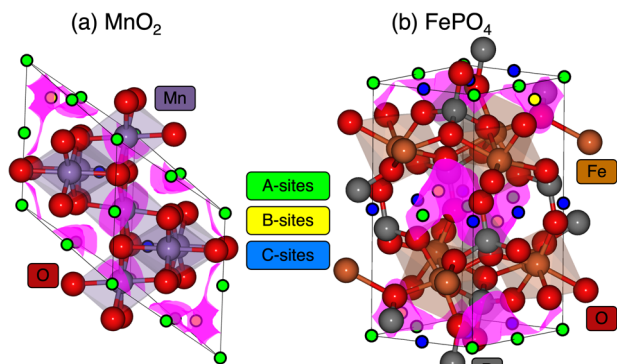 (a) MnO₂
(b) FePO₄
Mn
Fe
A-sites
B-sites
C-sites
O
O